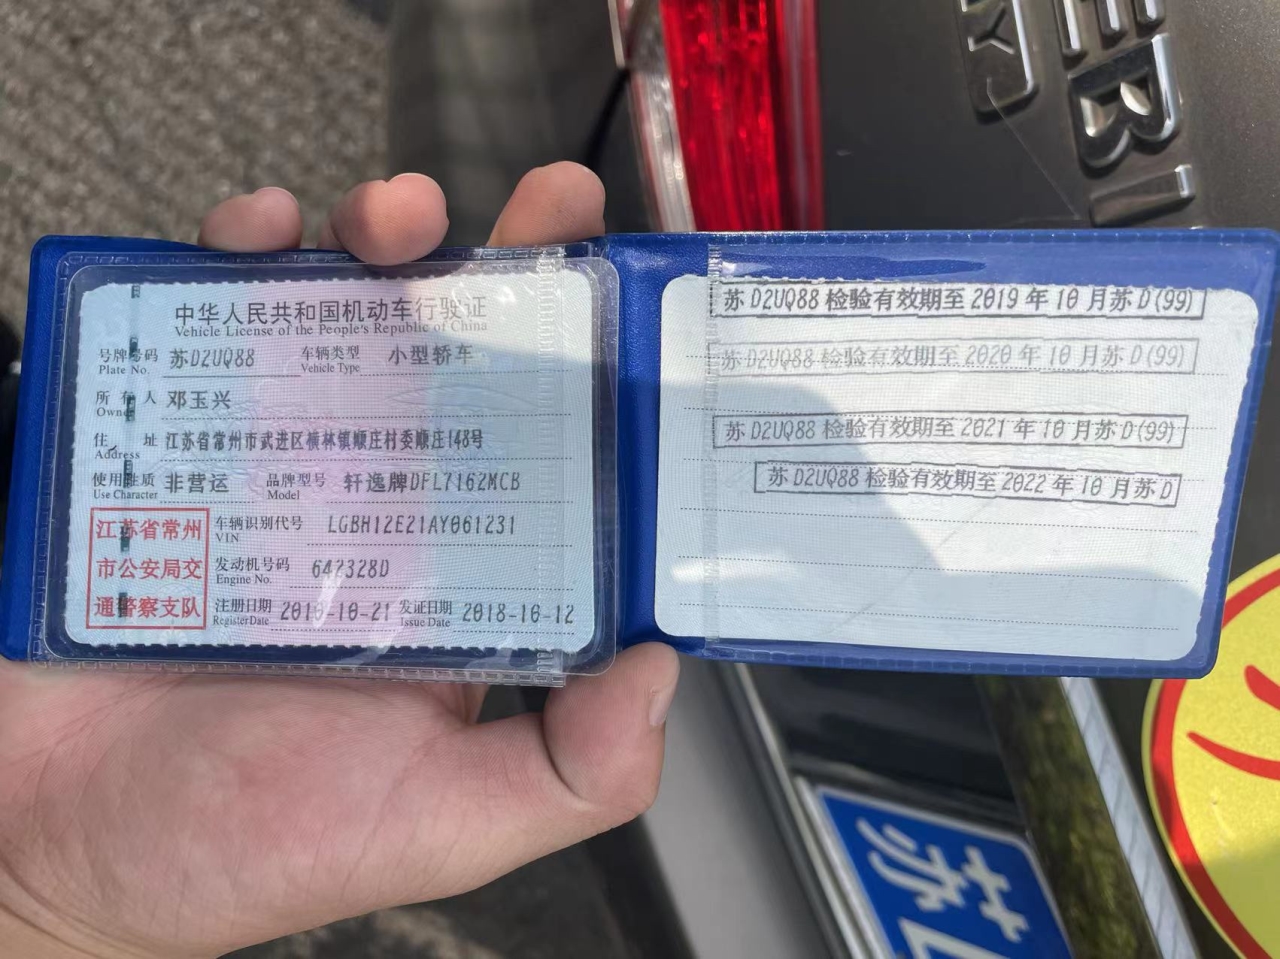 中华人民共和国机动车行驶证
Vehicle License of the People's Republic of China
号牌号码 苏D2UQ88 车辆类型 小型轿车
Plate No. Vehicle Type
所有人 邓玉兴
Owner
住址 江苏省常州市武进区横林镇顺庄村委顺庄148号
Address
使用性质 非营运 品牌型号 轩逸牌DFL7162MCB
Use Character Model
江苏省常州
市公安局交
通警察支队
车辆识别代号 LGBH12E21AY061231
VIN
发动机号码 642328D
Engine No.
注册日期 2010-10-21 发证日期 2018-10-12
Register Date Issue Date
苏D2UQ88检验有效期至2019年10月苏D(99)
苏D2UQ88检验有效期至2020年10月苏D(99)
苏D2UQ88检验有效期至2021年10月苏D(99)
苏D2UQ88检验有效期至2022年10月苏D
苏